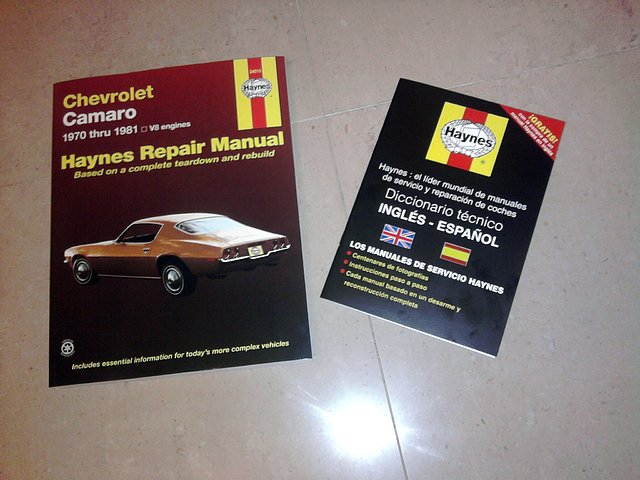 Chevrolet
Camaro
1970 thru 1981 □ V8 engines
Haynes Repair Manual
Based on a complete teardown and rebuild
24015
Haynes
Includes essential information for today's more complex vehicles
¡GRATIS!
Haynes
Haynes : el líder mundial de manuales
de servicio y reparación de coches
Diccionario técnico
INGLÉS - ESPAÑOL
LOS MANUALES DE SERVICIO HAYNES
Centenares de fotografías
Instrucciones paso a paso
Cada manual basado en un desarme y
reconstrucción completa